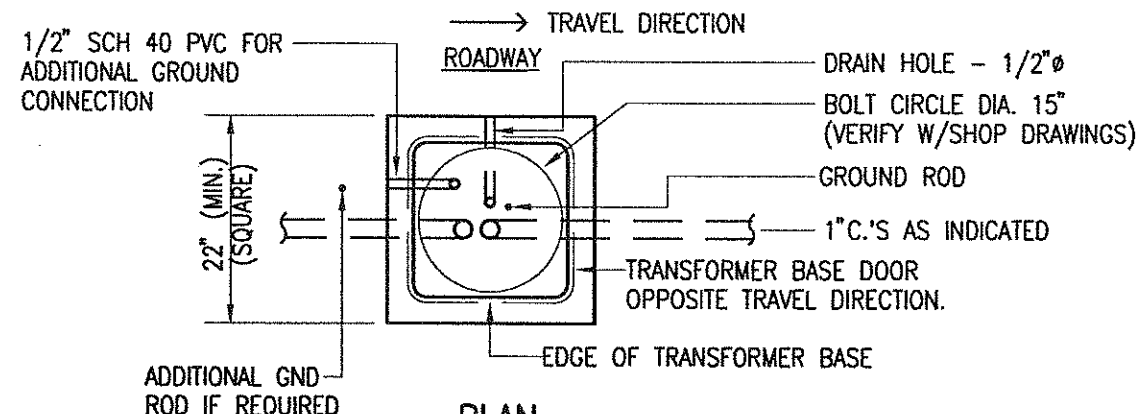 TRAVEL DIRECTION
ROADWAY
1/2" SCH 40 PVC FOR
ADDITIONAL GROUND
CONNECTION
DRAIN HOLE - 1/2"ø
BOLT CIRCLE DIA. 15"
(VERIFY W/SHOP DRAWINGS)
GROUND ROD
22" (MIN.)
(SQUARE)
1"C.'S AS INDICATED
TRANSFORMER BASE DOOR
OPPOSITE TRAVEL DIRECTION.
EDGE OF TRANSFORMER BASE
ADDITIONAL GND
ROD IF REQUIRED
PLAN